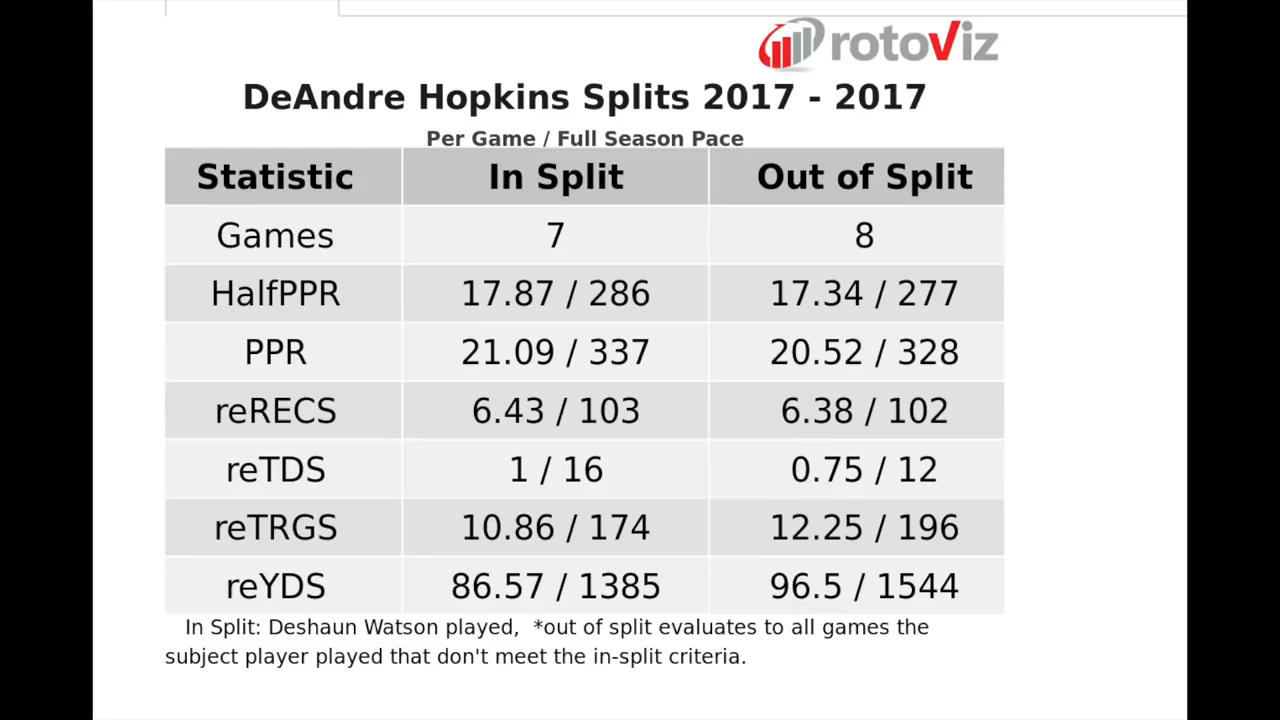 rotoViz
DeAndre Hopkins Splits 2017 - 2017
Per Game / Full Season Pace
Statistic In Split Out of Split
Games 7 8
HalfPPR 17.87 / 286 17.34 / 277
PPR 21.09 / 337 20.52 / 328
reRECS 6.43 / 103 6.38 / 102
reTDS 1 / 16 0.75 / 12
reTRGS 10.86 / 174 12.25 / 196
reYDS 86.57 / 1385 96.5 / 1544
In Split: Deshaun Watson played, *out of split evaluates to all games the
subject player played that don't meet the in-split criteria.